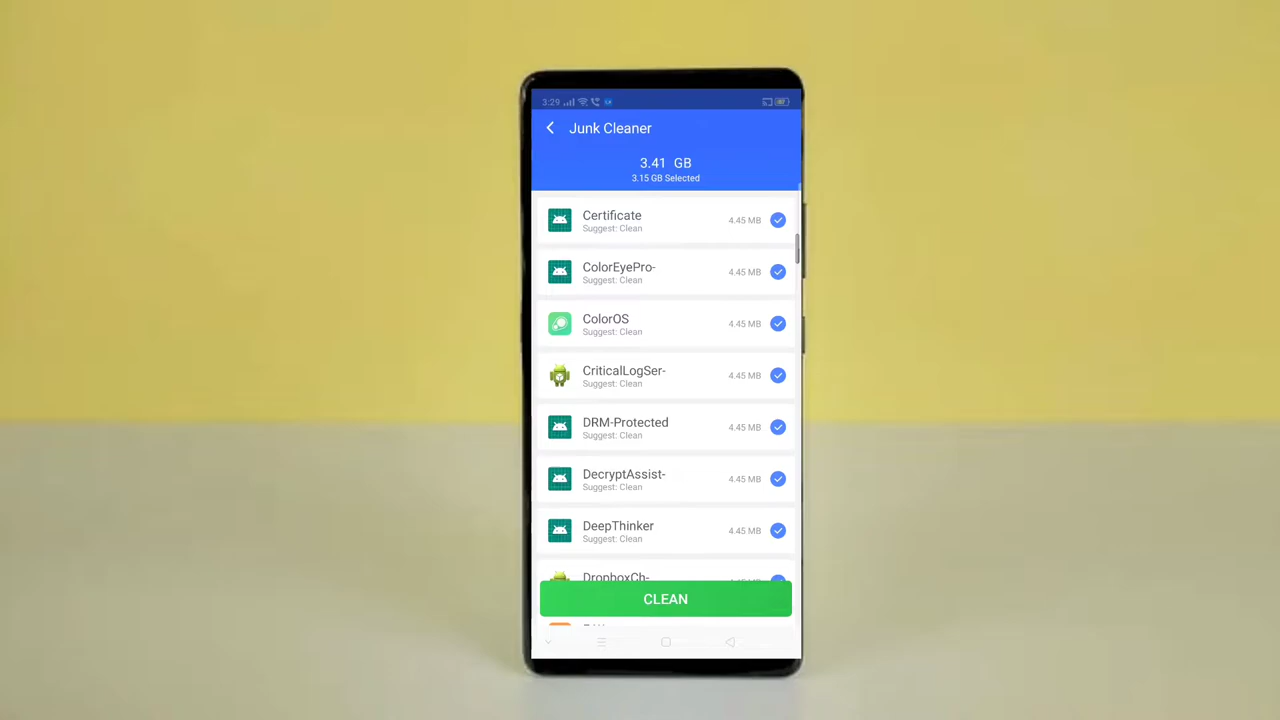 3:29
Junk Cleaner
3.41 GB
3.15 GB Selected
Certificate
Suggest: Clean
4.45 MB
ColorEyePro-
Suggest: Clean
4.45 MB
ColorOS
Suggest: Clean
4.45 MB
CriticalLogSer-
Suggest: Clean
4.45 MB
DRM-Protected
Suggest: Clean
4.45 MB
DecryptAssist-
Suggest: Clean
4.45 MB
DeepThinker
Suggest: Clean
4.45 MB
DropboxCh-
CLEAN